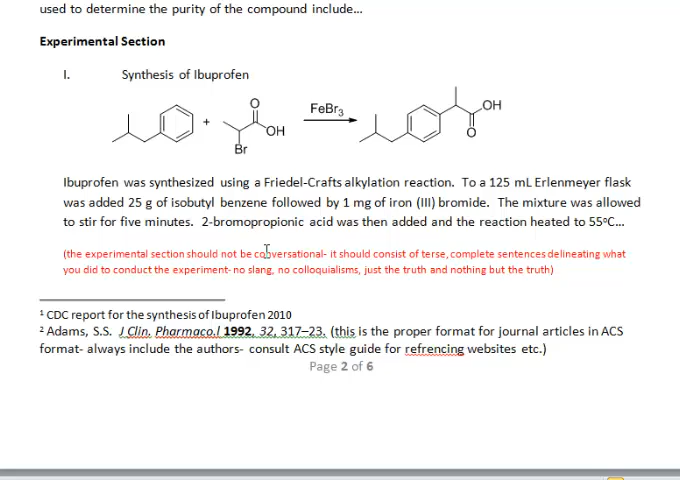 used to determine the purity of the compound include...
Experimental Section
I. Synthesis of Ibuprofen
O
OH
Br
+
FeBr3
OH
O
Ibuprofen was synthesized using a Friedel-Crafts alkylation reaction. To a 125 mL Erlenmeyer flask
was added 25 g of isobutyl benzene followed by 1 mg of iron (III) bromide. The mixture was allowed
to stir for five minutes. 2-bromopropionic acid was then added and the reaction heated to 55ºC...
(the experimental section should not be conversational- it should consist of terse, complete sentences delineating what
you did to conduct the experiment- no slang, no colloquialisms, just the truth and nothing but the truth)
1 CDC report for the synthesis of Ibuprofen 2010
2 Adams, S.S. J Clin. Pharmaco.l 1992, 32, 317–23. (this is the proper format for journal articles in ACS
format- always include the authors- consult ACS style guide for refrencing websites etc.)
Page 2 of 6